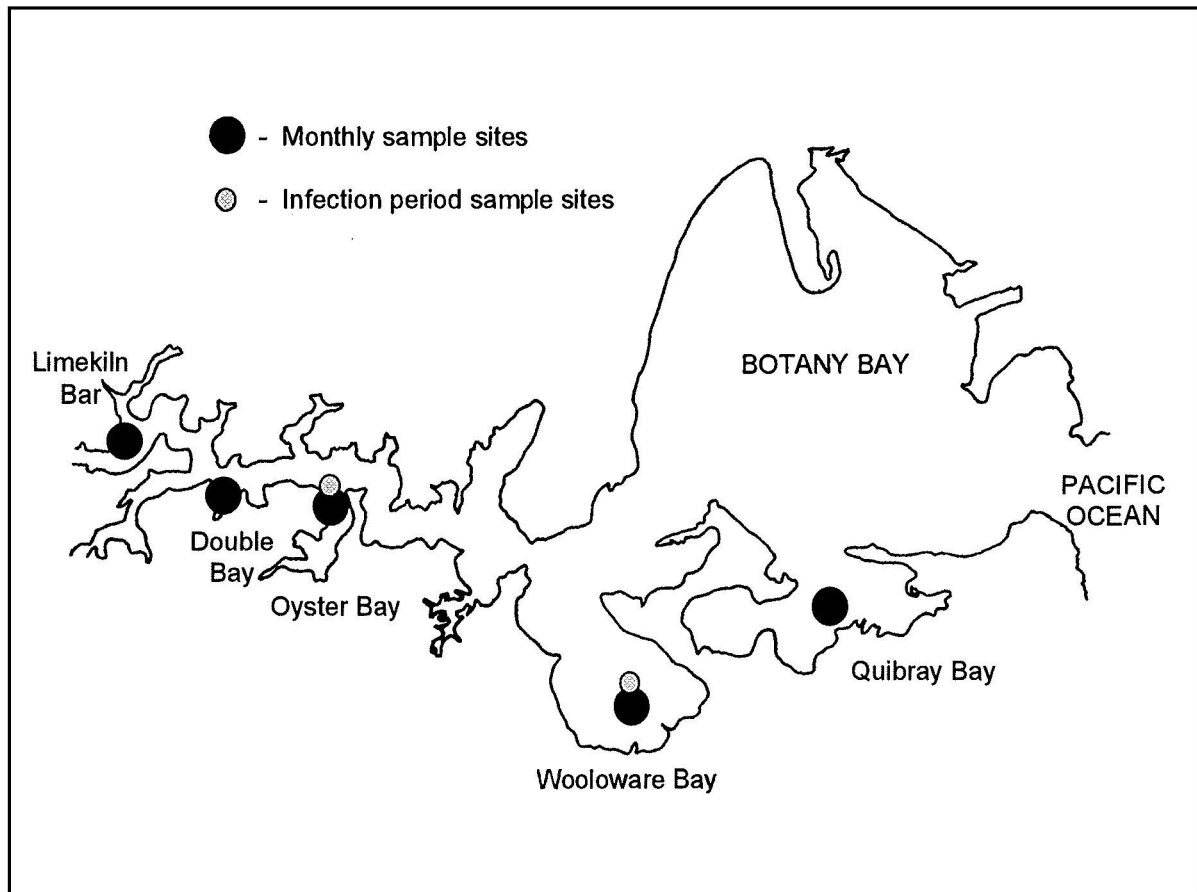 - Monthly sample sites
- Infection period sample sites
BOTANY BAY
Limekiln
Bar
PACIFIC
OCEAN
Double
Bay
Oyster Bay
Quibray Bay
Wooloware Bay